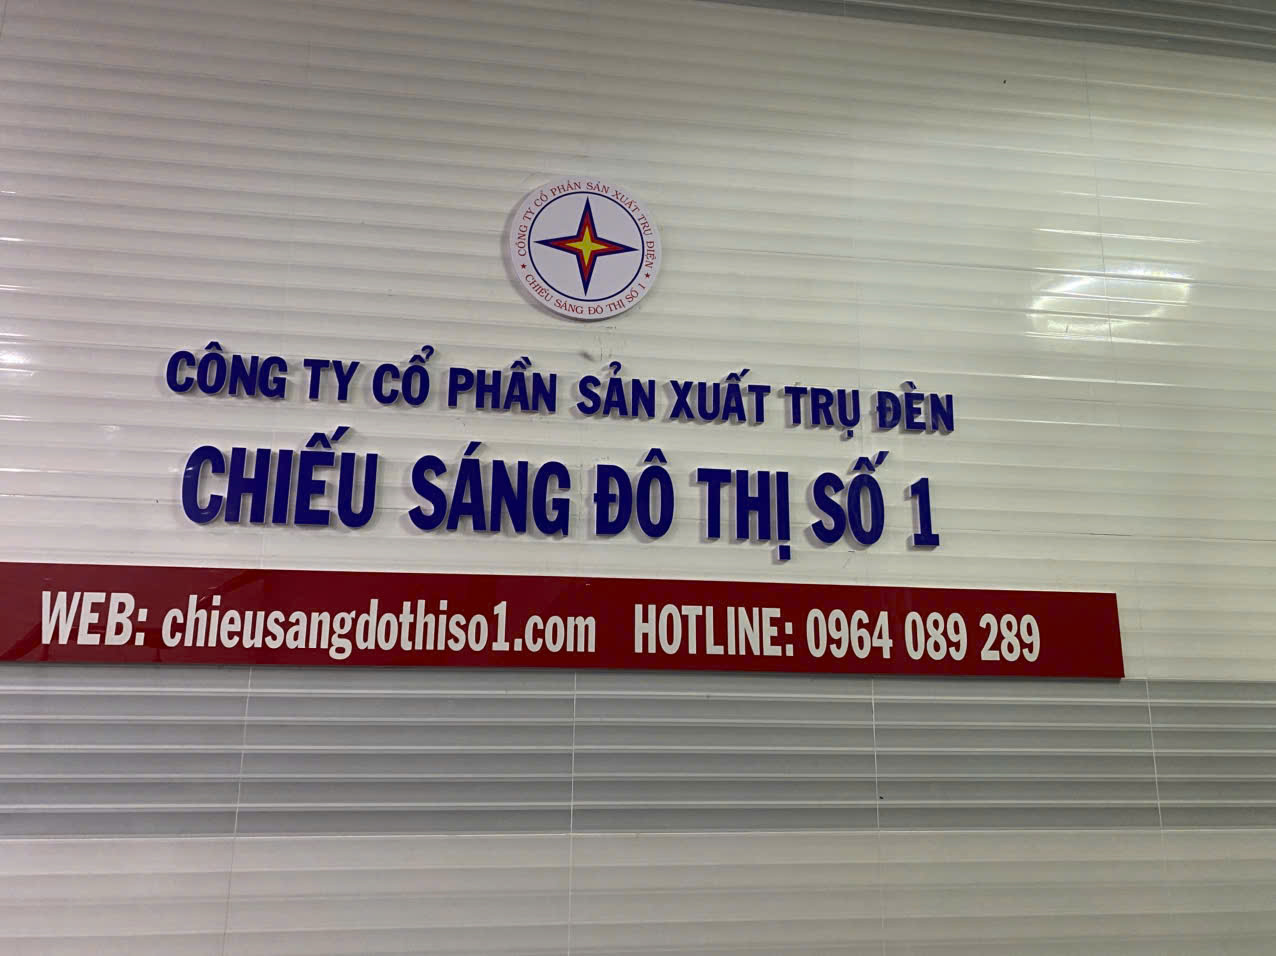 CÔNG TY CỔ PHẦN SẢN XUẤT TRỤ ĐIỆN
★ CHIẾU SÁNG ĐÔ THỊ SỐ 1 ★
CÔNG TY CỔ PHẦN SẢN XUẤT TRỤ ĐÈN
CHIẾU SÁNG ĐÔ THỊ SỐ 1
WEB: chieusangdothiso1.com HOTLINE: 0964 089 289